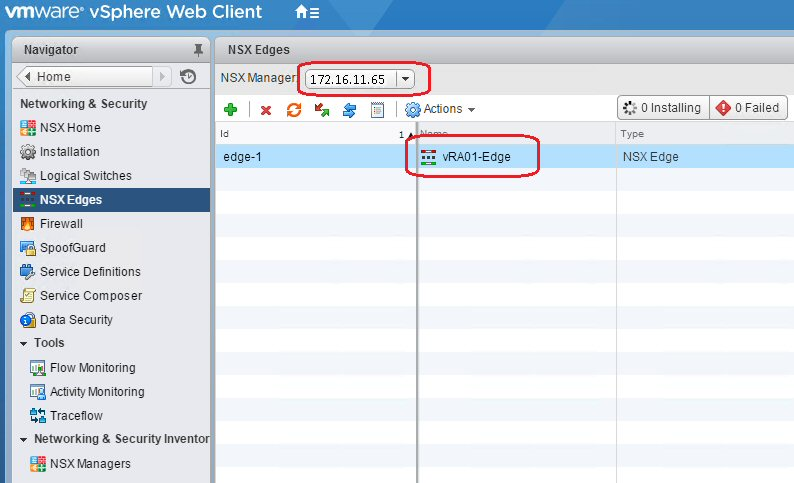 vmware® vSphere Web Client
Navigator
Home
Networking & Security
NSX Home
Installation
Logical Switches
NSX Edges
Firewall
SpoofGuard
Service Definitions
Service Composer
Data Security
Tools
Flow Monitoring
Activity Monitoring
Traceflow
Networking & Security Inventor
NSX Managers
NSX Edges
NSX Manager: 172.16.11.65
Actions 0 Installing 0 Failed
Id 1 Name Type
edge-1 vRA01-Edge NSX Edge